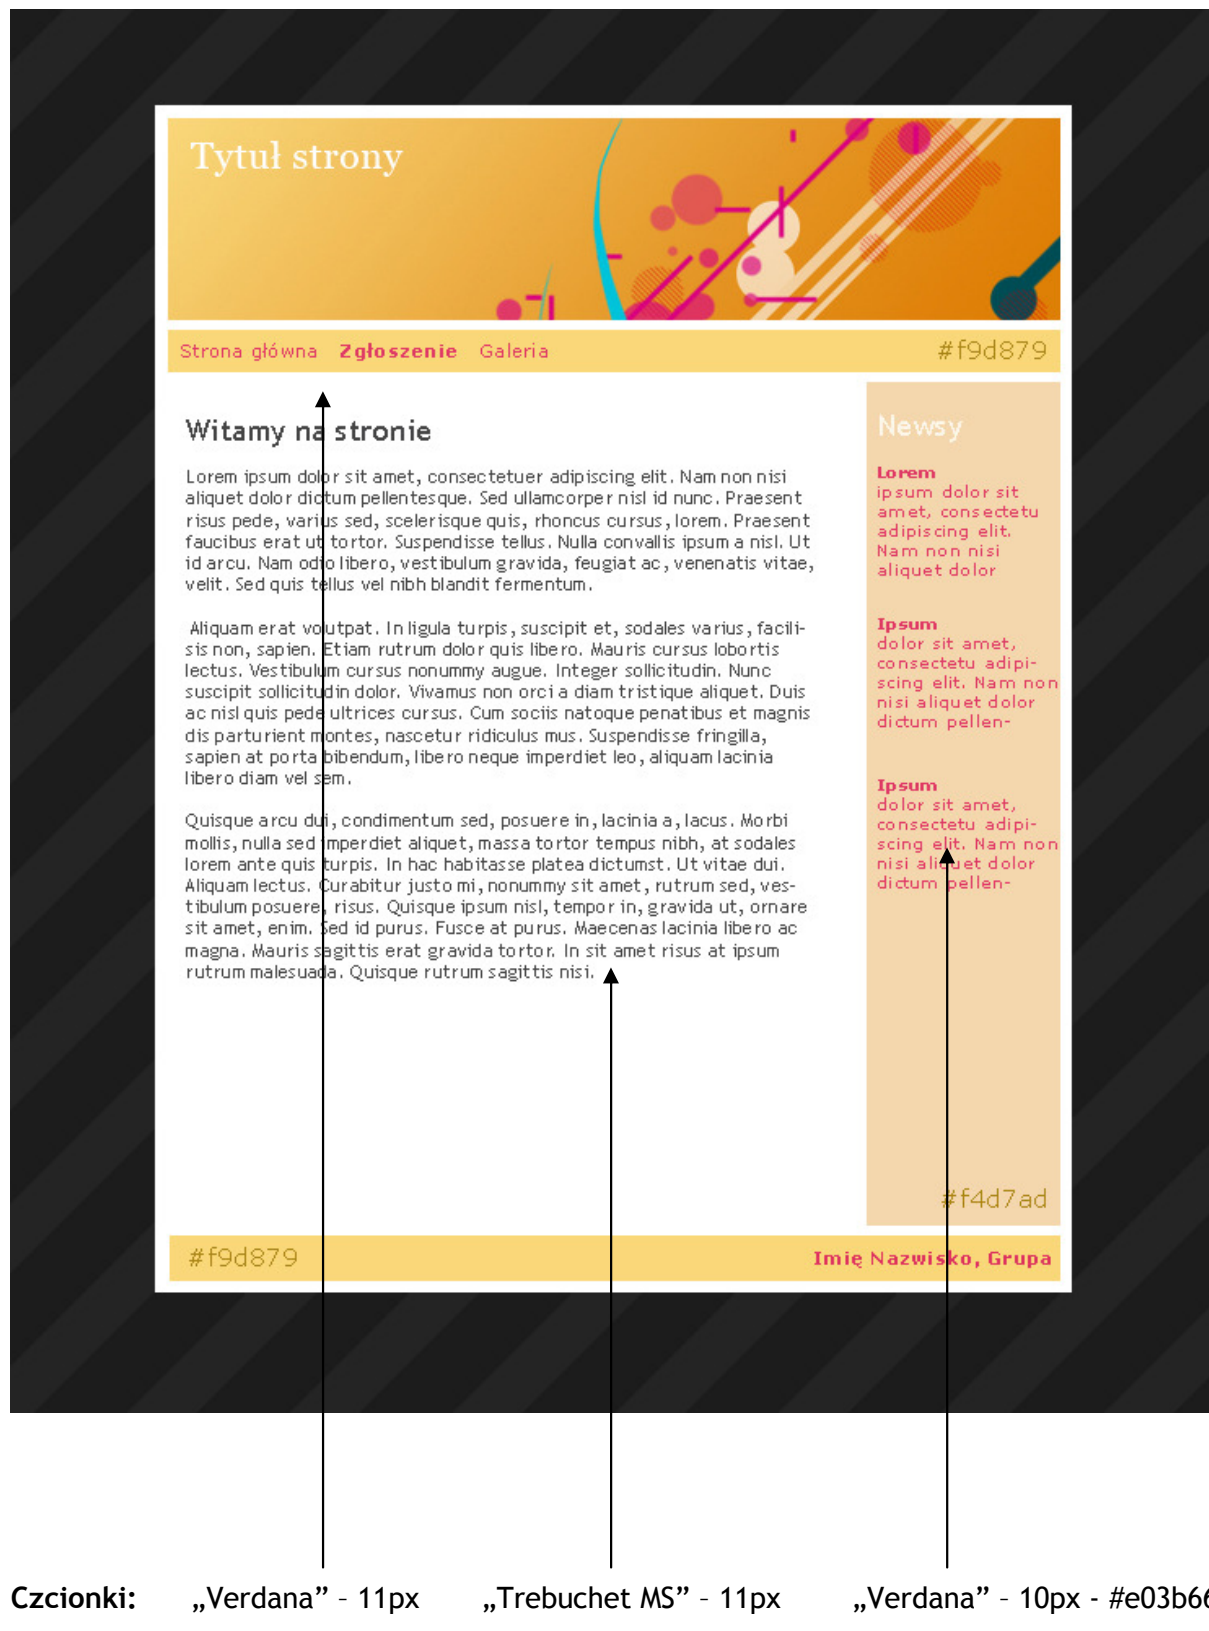 Tytuł strony
Strona główna Zgłoszenie Galeria #f9d879
Witamy na stronie
Lorem ipsum dolor sit amet, consectetuer adipiscing elit. Nam non nisi
aliquet dolor dictum pellentesque. Sed ullamcorper nisl id nunc. Praesent
risus pede, varius sed, scelerisque quis, rhoncus cursus, lorem. Praesent
faucibus erat ut tortor. Suspendisse tellus. Nulla convallis ipsum a nisl. Ut
id arcu. Nam odio libero, vestibulum gravida, feugiat ac, venenatis vitae,
velit. Sed quis tellus vel nibh blandit fermentum.
Aliquam erat volutpat. In ligula turpis, suscipit et, sodales varius, facili-
sis non, sapien. Etiam rutrum dolor quis libero. Mauris cursus lobortis
lectus. Vestibulum cursus nonummy augue. Integer sollicitudin. Nunc
suscipit sollicitudin dolor. Vivamus non orci a diam tristique aliquet. Duis
ac nisl quis pede ultrices cursus. Cum sociis natoque penatibus et magnis
dis parturient montes, nascetur ridiculus mus. Suspendisse fringilla,
sapien at porta bibendum, libero neque imperdiet leo, aliquam lacinia
libero diam vel sem.
Quisque arcu dui, condimentum sed, posuere in, lacinia a, lacus. Morbi
mollis, nulla sed imperdiet aliquet, massa tortor tempus nibh, at sodales
lorem ante quis turpis. In hac habitasse platea dictumst. Ut vitae dui.
Aliquam lectus. Curabitur justo mi, nonummy sit amet, rutrum sed, ves-
tibulum posuere, risus. Quisque ipsum nisl, tempor in, gravida ut, ornare
sit amet, enim. Sed id purus. Fusce at purus. Maecenas lacinia libero ac
magna. Mauris sagittis erat gravida tortor. In sit amet risus at ipsum
rutrum malesuada. Quisque rutrum sagittis nisi.
Newsy
Lorem
ipsum dolor sit
amet, consectetu
adipiscing elit.
Nam non nisi
aliquet dolor
Ipsum
dolor sit amet,
consectetu adipi-
scing elit. Nam non
nisi aliquet dolor
dictum pellen-
Ipsum
dolor sit amet,
consectetu adipi-
scing elit. Nam non
nisi aliquet dolor
dictum pellen-
#f4d7ad
#f9d879 Imię Nazwisko, Grupa
Czcionki: „Verdana” – 11px „Trebuchet MS” – 11px „Verdana” – 10px - #e03b66